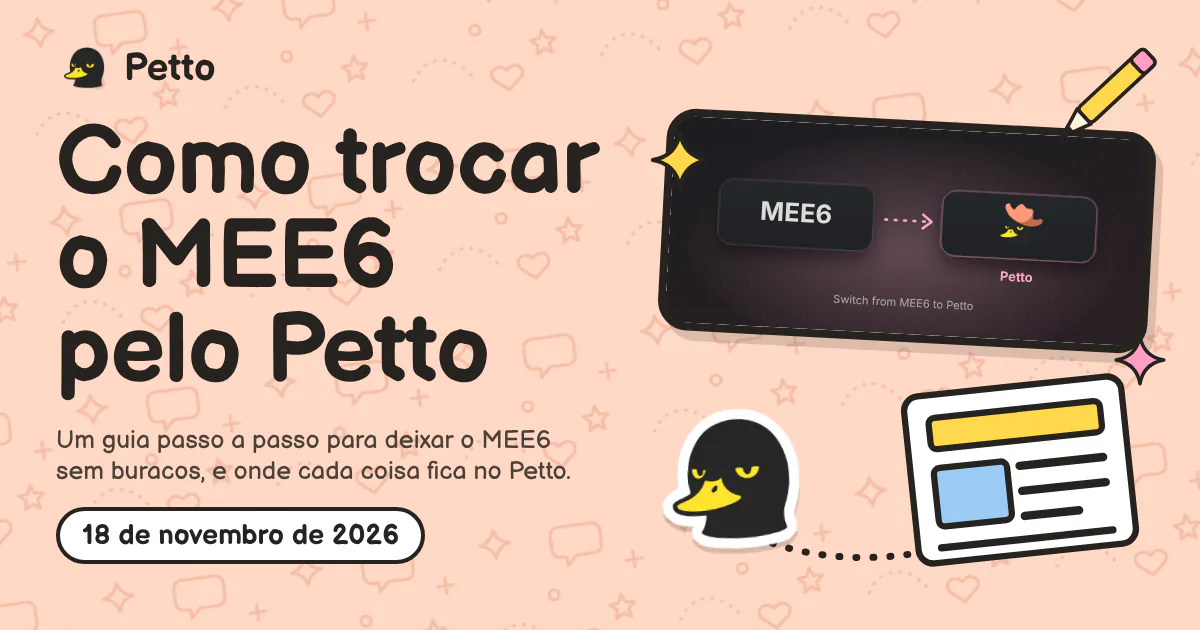 Petto
Como trocar
o MEE6
pelo Petto
Um guia passo a passo para deixar o MEE6
sem buracos, e onde cada coisa fica no Petto.
18 de novembro de 2026
MEE6
Petto
Switch from MEE6 to Petto